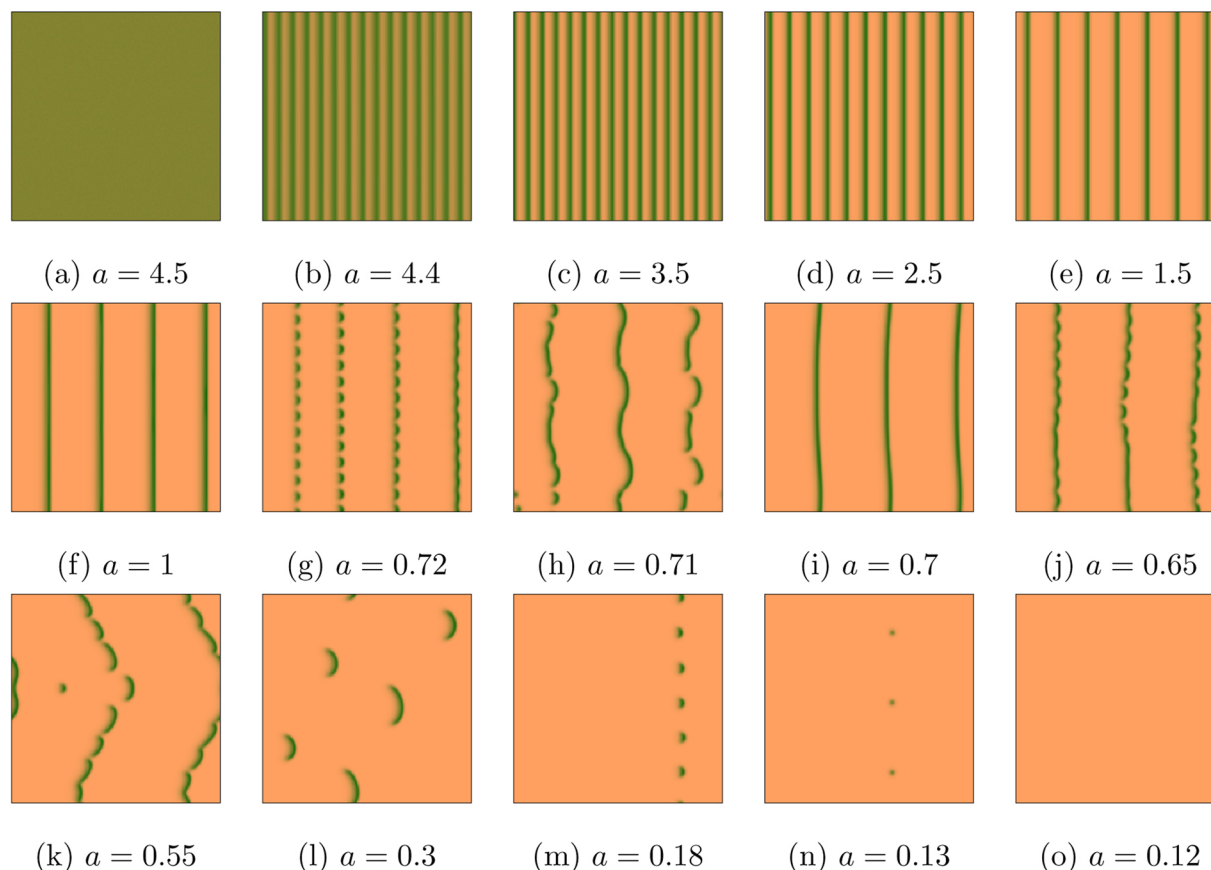 (a) a = 4.5 (b) a = 4.4 (c) a = 3.5 (d) a = 2.5 (e) a = 1.5
(f) a = 1 (g) a = 0.72 (h) a = 0.71 (i) a = 0.7 (j) a = 0.65
(k) a = 0.55 (l) a = 0.3 (m) a = 0.18 (n) a = 0.13 (o) a = 0.12